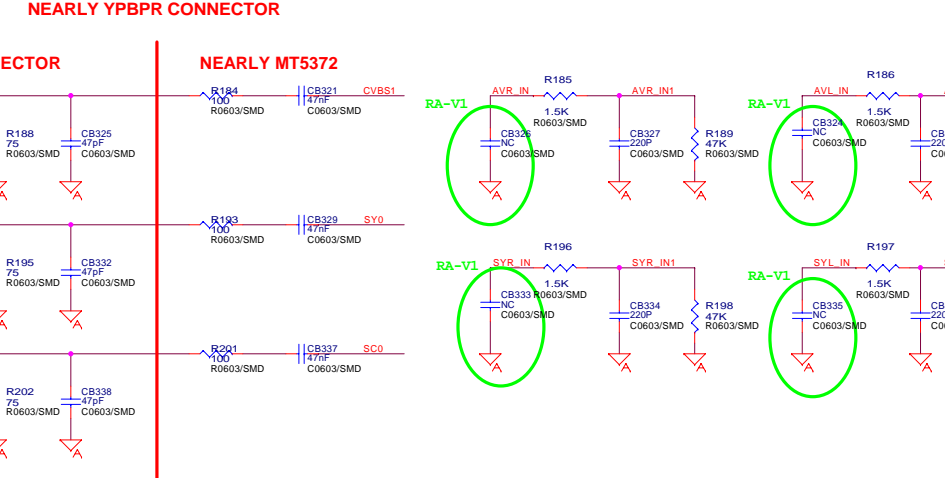 NEARLY YPBPR CONNECTOR
ECTOR
NEARLY MT5372
R184
100
R0603/SMD
CB321
47nF
C0603/SMD
CVBS1
R188
75
R0603/SMD
CB325
47pF
C0603/SMD
A
A
R193
100
R0603/SMD
CB329
47nF
C0603/SMD
SY0
R195
75
R0603/SMD
CB332
47pF
C0603/SMD
A
A
R201
100
R0603/SMD
CB337
47nF
C0603/SMD
SC0
R202
75
R0603/SMD
CB338
47pF
C0603/SMD
A
A
RA-V1
AVR_IN
R185
1.5K
R0603/SMD
AVR_IN1
CB326
NC
C0603/SMD
CB327
220P
C0603/SMD
R189
47K
R0603/SMD
A
A
A
RA-V1
AVL_IN
R186
1.5K
R0603/SMD
CB324
NC
C0603/SMD
CB3
220
C06
A
A
RA-V1
SYR_IN
R196
1.5K
R0603/SMD
SYR_IN1
CB333
NC
C0603/SMD
CB334
220P
C0603/SMD
R198
47K
R0603/SMD
A
A
A
RA-V1
SYL_IN
R197
1.5K
R0603/SMD
CB335
NC
C0603/SMD
CB3
220
C06
A
A